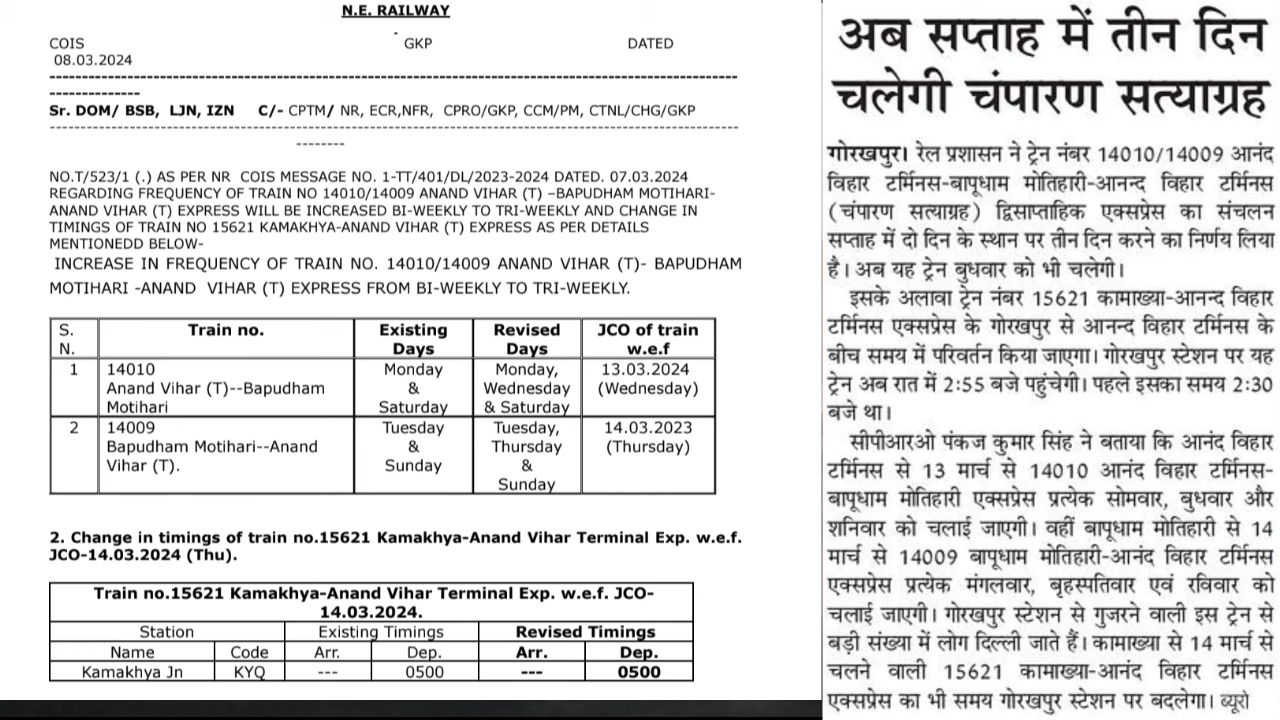 N.E. RAILWAY
COIS GKP DATED
08.03.2024
Sr. DOM/ BSB, LJN, IZN C/- CPTM/ NR, ECR,NFR, CPRO/GKP, CCM/PM, CTNL/CHG/GKP
NO.T/523/1 (.) AS PER NR COIS MESSAGE NO. 1-TT/401/DL/2023-2024 DATED. 07.03.2024
REGARDING FREQUENCY OF TRAIN NO 14010/14009 ANAND VIHAR (T) –BAPUDHAM MOTIHARI-
ANAND VIHAR (T) EXPRESS WILL BE INCREASED BI-WEEKLY TO TRI-WEEKLY AND CHANGE IN
TIMINGS OF TRAIN NO 15621 KAMAKHYA-ANAND VIHAR (T) EXPRESS AS PER DETAILS
MENTIONEDD BELOW-
INCREASE IN FREQUENCY OF TRAIN NO. 14010/14009 ANAND VIHAR (T)- BAPUDHAM
MOTIHARI -ANAND VIHAR (T) EXPRESS FROM BI-WEEKLY TO TRI-WEEKLY.
S. Train no. Existing Revised JCO of train
N. Days Days w.e.f
1 14010 Monday Monday, 13.03.2024
Anand Vihar (T)--Bapudham & Wednesday (Wednesday)
Motihari Saturday & Saturday
2 14009 Tuesday Tuesday, 14.03.2023
Bapudham Motihari--Anand & Thursday (Thursday)
Vihar (T). Sunday &
Sunday
2. Change in timings of train no.15621 Kamakhya-Anand Vihar Terminal Exp. w.e.f.
JCO-14.03.2024 (Thu).
Train no.15621 Kamakhya-Anand Vihar Terminal Exp. w.e.f. JCO-
14.03.2024.
Station Existing Timings Revised Timings
Name Code Arr. Dep. Arr. Dep.
Kamakhya Jn KYQ --- 0500 --- 0500
अब सप्ताह में तीन दिन
चलेगी चंपारण सत्याग्रह
गोरखपुर। रेल प्रशासन ने ट्रेन नंबर 14010/14009 आनंद
विहार टर्मिनस-बापूधाम मोतिहारी-आनन्द विहार टर्मिनस
(चंपारण सत्याग्रह) द्विसाप्ताहिक एक्सप्रेस का संचलन
सप्ताह में दो दिन के स्थान पर तीन दिन करने का निर्णय लिया
है। अब यह ट्रेन बुधवार को भी चलेगी।
इसके अलावा ट्रेन नंबर 15621 कामाख्या-आनन्द विहार
टर्मिनस एक्सप्रेस के गोरखपुर से आनन्द विहार टर्मिनस के
बीच समय में परिवर्तन किया जाएगा। गोरखपुर स्टेशन पर यह
ट्रेन अब रात में 2:55 बजे पहुंचेगी। पहले इसका समय 2:30
बजे था।
सीपीआरओ पंकज कुमार सिंह ने बताया कि आनंद विहार
टर्मिनस से 13 मार्च से 14010 आनंद विहार टर्मिनस-
बापूधाम मोतिहारी एक्सप्रेस प्रत्येक सोमवार, बुधवार और
शनिवार को चलाई जाएगी। वहीं बापूधाम मोतिहारी से 14
मार्च से 14009 बापूधाम मोतिहारी-आनंद विहार टर्मिनस
एक्सप्रेस प्रत्येक मंगलवार, बृहस्पतिवार एवं रविवार को
चलाई जाएगी। गोरखपुर स्टेशन से गुजरने वाली इस ट्रेन से
बड़ी संख्या में लोग दिल्ली जाते हैं। कामाख्या से 14 मार्च से
चलने वाली 15621 कामाख्या-आनंद विहार टर्मिनस
एक्सप्रेस का भी समय गोरखपुर स्टेशन पर बदलेगा। ब्यूरो